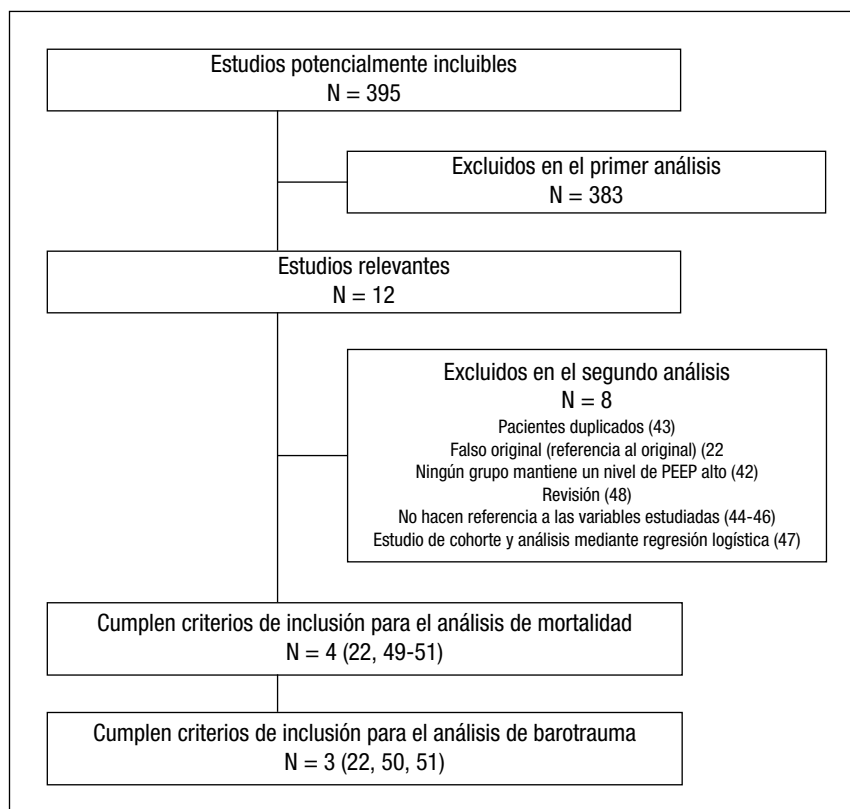 Estudios potencialmente incluibles
N = 395
Excluidos en el primer análisis
N = 383
Estudios relevantes
N = 12
Excluidos en el segundo análisis
N = 8
Pacientes duplicados (43)
Falso original (referencia al original) (22
Ningún grupo mantiene un nivel de PEEP alto (42)
Revisión (48)
No hacen referencia a las variables estudiadas (44-46)
Estudio de cohorte y análisis mediante regresión logística (47)
Cumplen criterios de inclusión para el análisis de mortalidad
N = 4 (22, 49-51)
Cumplen criterios de inclusión para el análisis de barotrauma
N = 3 (22, 50, 51)